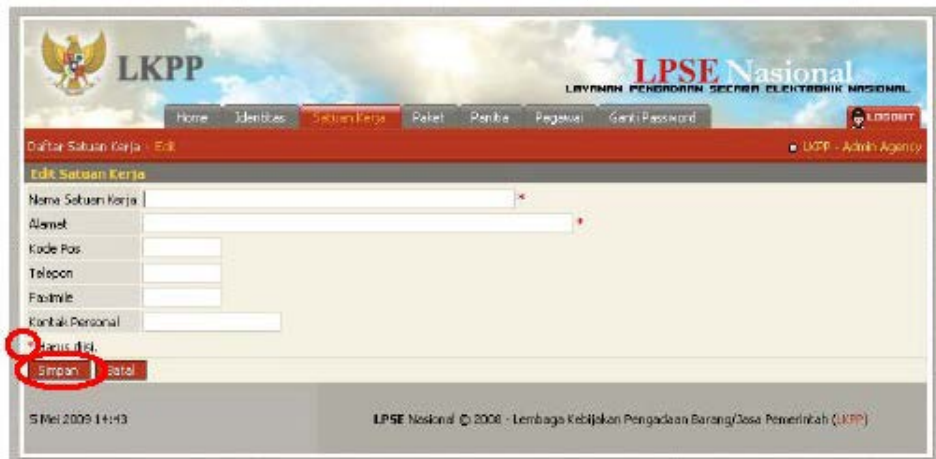 LKPP
LPSE Nasional
LAYANAN PENGADAAN SECARA ELEKTRONIK NASIONAL
Home Identitas Satuan Kerja Paket Panitia Pegawai Ganti Password LOGOUT
Daftar Satuan Kerja - Edit LKPP - Admin Agency
Edit Satuan Kerja
Nama Satuan Kerja *
Alamat *
Kode Pos
Telepon
Faximile
Kontak Personal
* Harus diisi.
Simpan Batal
5 Mei 2009 14:43 LPSE Nasional © 2008 - Lembaga Kebijakan Pengadaan Barang/Jasa Pemerintah (LKPP)